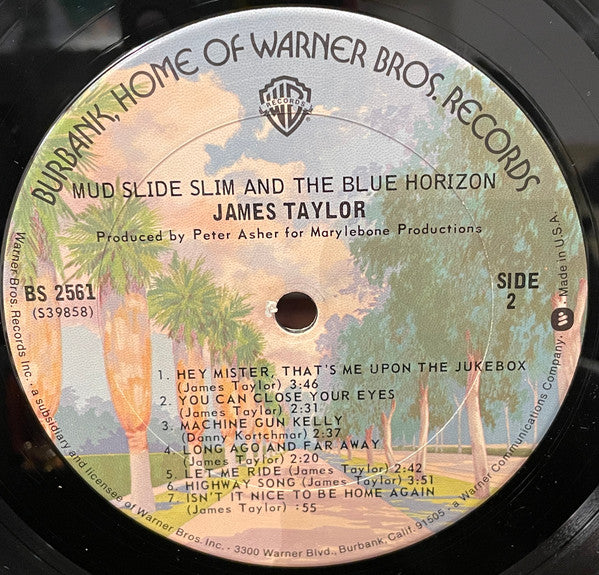 BURBANK, HOME OF WARNER BROS. RECORDS
WB
RECORDS
MUD SLIDE SLIM AND THE BLUE HORIZON
JAMES TAYLOR
Produced by Peter Asher for Marylebone Productions
BS 2561
(S39858)
SIDE
2
1. HEY MISTER, THAT'S ME UPON THE JUKEBOX
(James Taylor) 3:46
2. YOU CAN CLOSE YOUR EYES
(James Taylor) 2:31
3. MACHINE GUN KELLY
(Danny Kortchmar) 2:37
4. LONG AGO AND FAR AWAY
(James Taylor) 2:20
5. LET ME RIDE (James Taylor) 2:42
6. HIGHWAY SONG (James Taylor) 3:51
7. ISN'T IT NICE TO BE HOME AGAIN
(James Taylor) :55
Warner Bros. Records Inc. • a subsidiary and licensee of Warner Bros. Inc. • 3300 Warner Blvd., Burbank, Calif. 91505 • a Warner Communications Company. • Made in U.S.A.